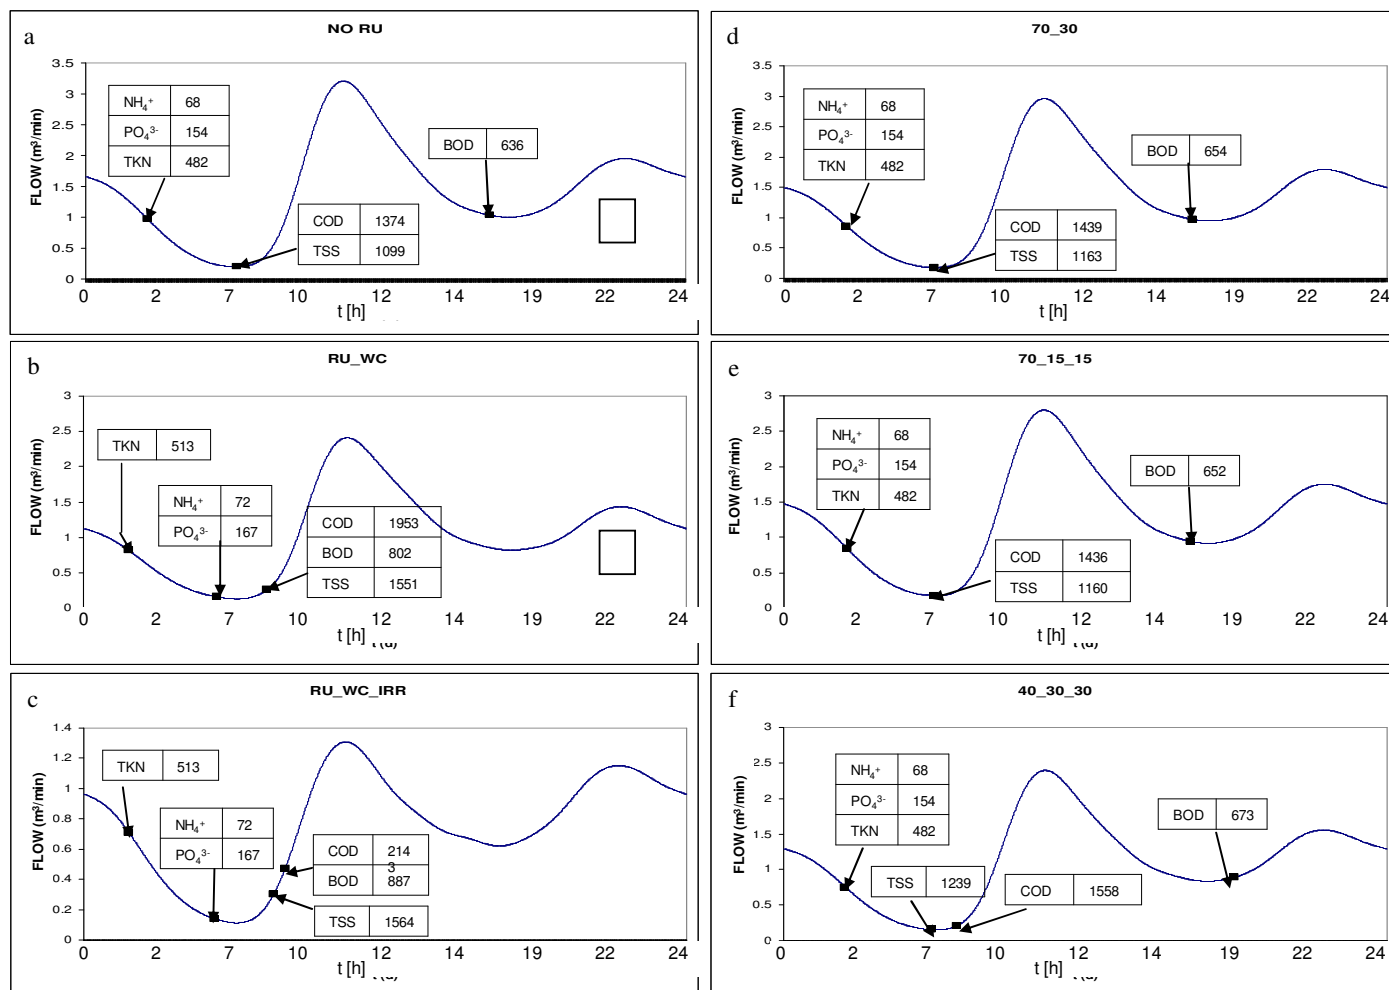 a
NO RU
FLOW (m³/min)
3.5
3
2.5
2
1.5
1
0.5
0
NH₄⁺ 68
PO₄³⁻ 154
TKN 482
BOD 636
COD 1374
TSS 1099
0 2 7 10 12 14 19 22 24
t [h]
b
RU_WC
FLOW (m³/min)
3
2.5
2
1.5
1
0.5
0
TKN 513
NH₄⁺ 72
PO₄³⁻ 167
COD 1953
BOD 802
TSS 1551
0 2 7 10 12 14 19 22 24
t [h]
c
RU_WC_IRR
FLOW (m³/min)
1.4
1.2
1
0.8
0.6
0.4
0.2
0
TKN 513
NH₄⁺ 72
PO₄³⁻ 167
COD 214
3
BOD 887
TSS 1564
0 2 7 10 12 14 19 22 24
t [h]
d
70_30
FLOW (m³/min)
3.5
3
2.5
2
1.5
1
0.5
0
NH₄⁺ 68
PO₄³⁻ 154
TKN 482
BOD 654
COD 1439
TSS 1163
0 2 7 10 12 14 19 22 24
t [h]
e
70_15_15
FLOW (m³/min)
3
2.5
2
1.5
1
0.5
0
NH₄⁺ 68
PO₄³⁻ 154
TKN 482
BOD 652
COD 1436
TSS 1160
0 2 7 10 12 14 19 22 24
t [h]
f
40_30_30
FLOW (m³/min)
3
2.5
2
1.5
1
0.5
0
NH₄⁺ 68
PO₄³⁻ 154
TKN 482
BOD 673
TSS 1239
COD 1558
0 2 7 10 12 14 19 22 24
t [h]